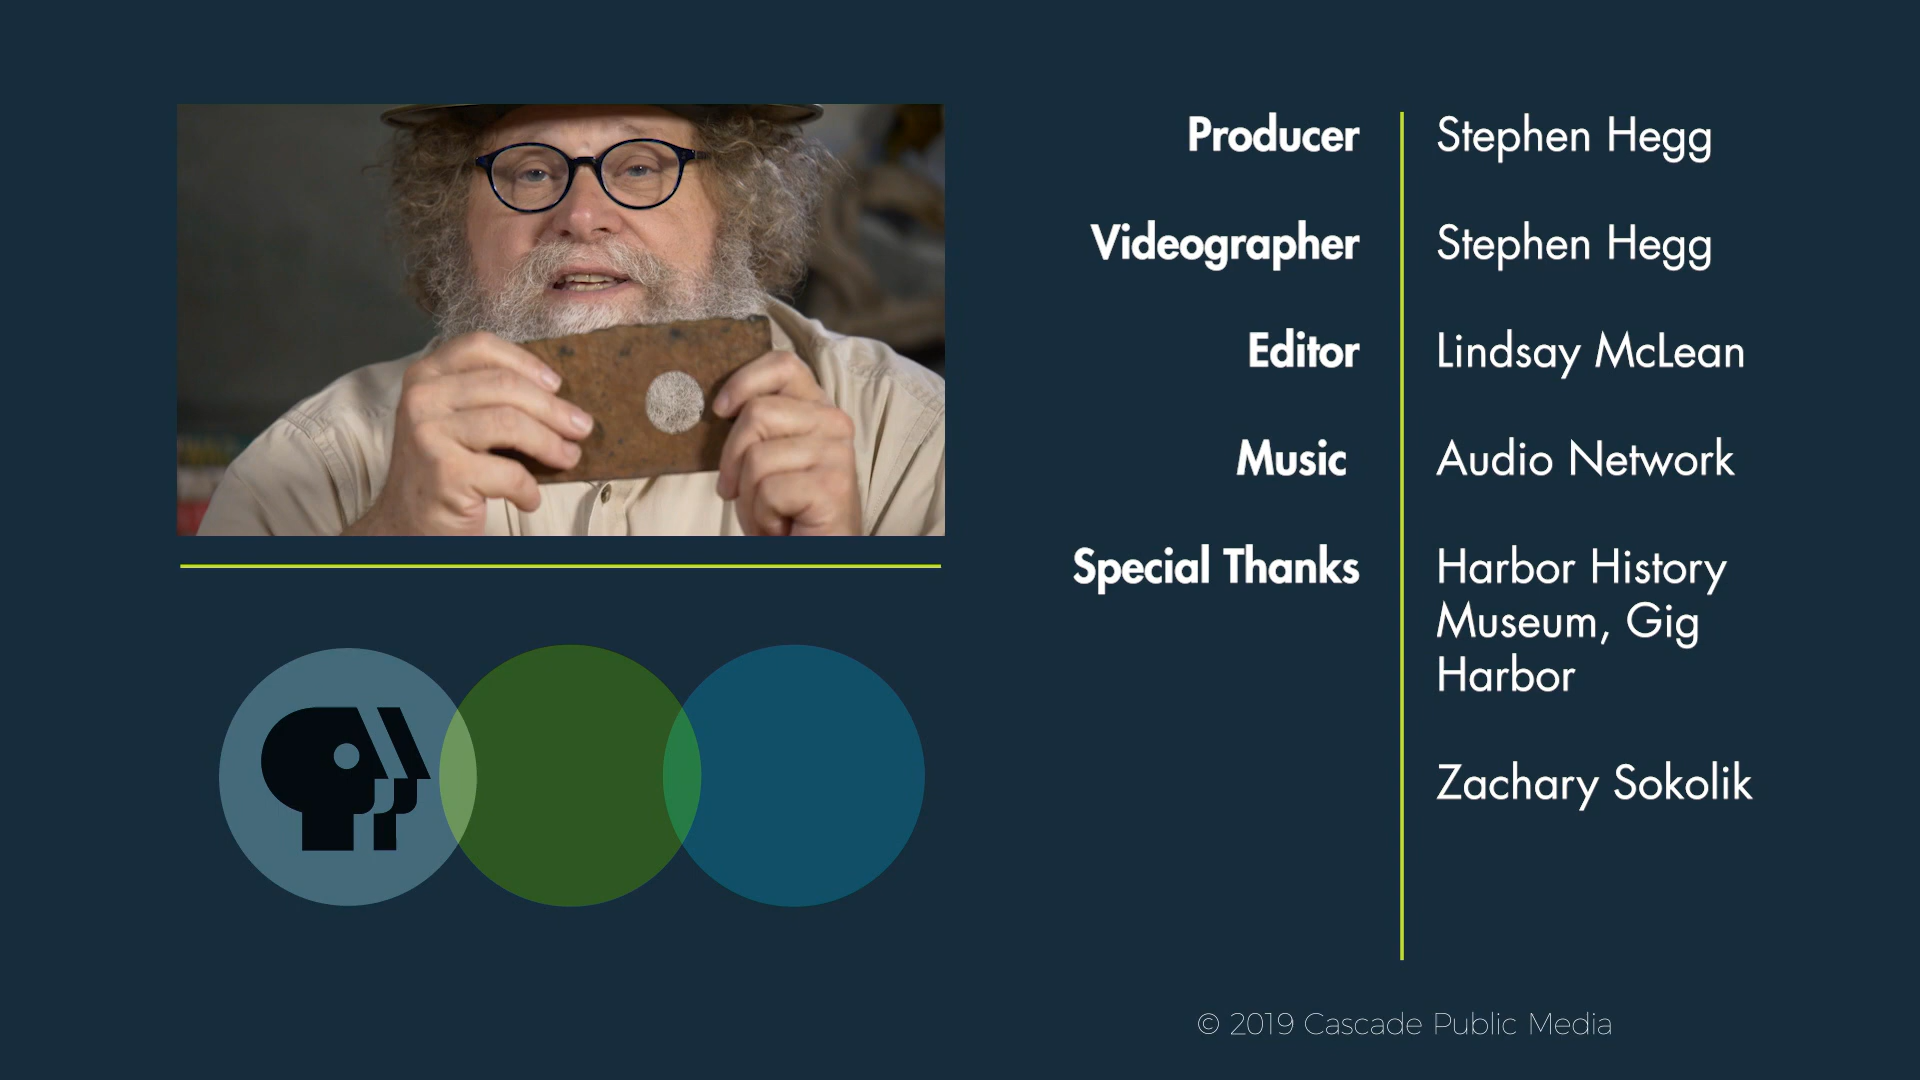 Producer Stephen Hegg
Videographer Stephen Hegg
Editor Lindsay McLean
Music Audio Network
Special Thanks Harbor History
Museum, Gig
Harbor
Zachary Sokolik
© 2019 Cascade Public Media